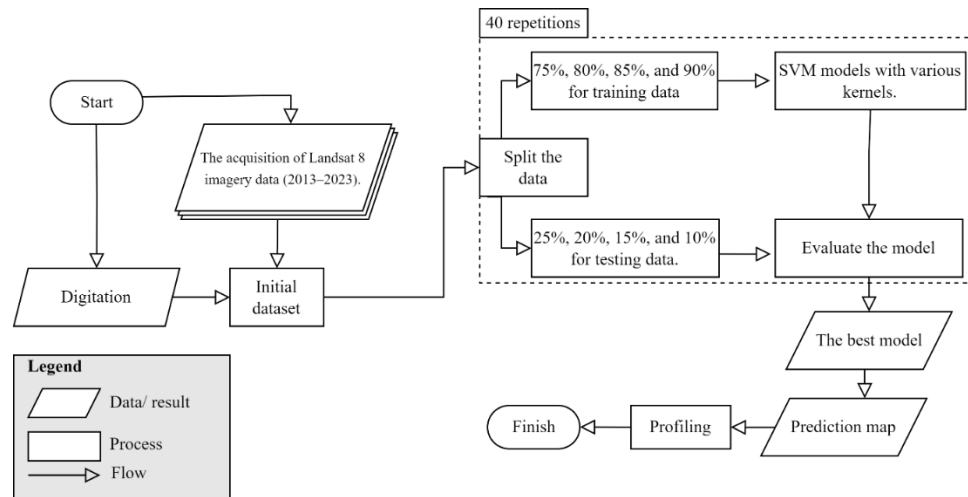 40 repetitions
Start
The acquisition of Landsat 8
imagery data (2013–2023).
Digitation
Initial
dataset
Split the
data
75%, 80%, 85%, and 90%
for training data
SVM models with various
kernels.
25%, 20%, 15%, and 10%
for testing data.
Evaluate the model
The best model
Prediction map
Profiling
Finish
Legend
Data/ result
Process
Flow